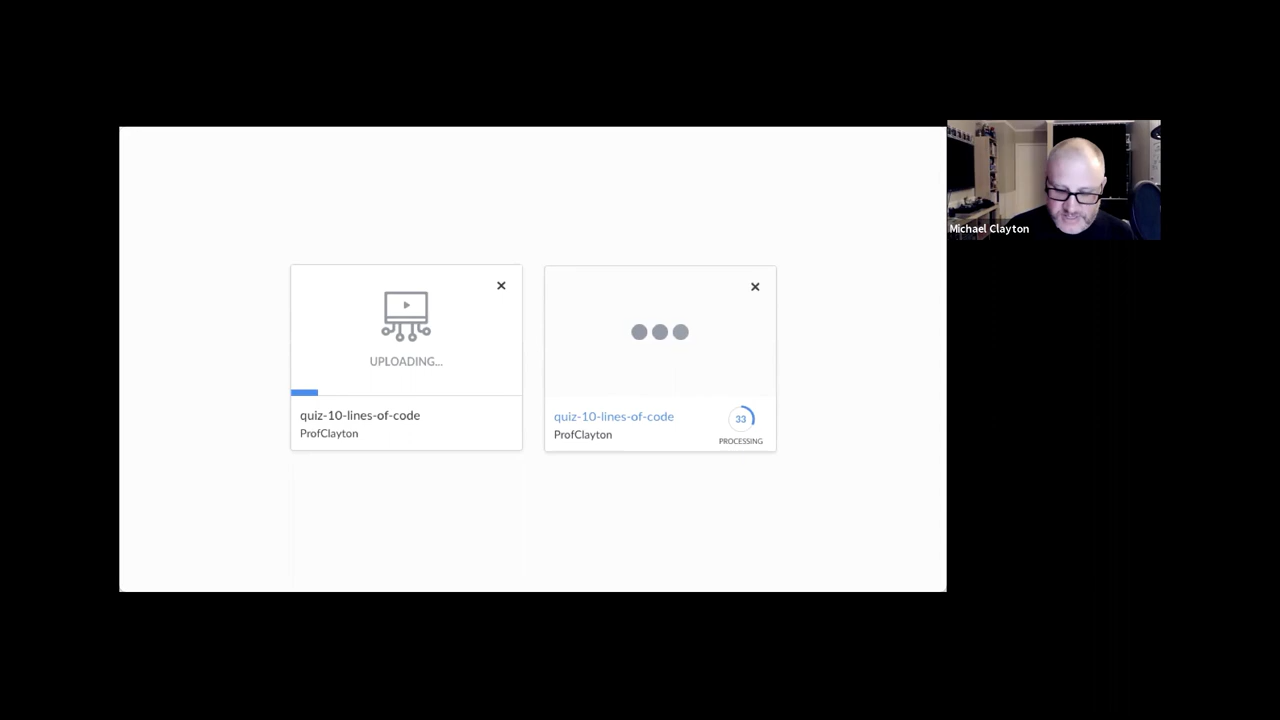 UPLOADING...
quiz-10-lines-of-code
ProfClayton
quiz-10-lines-of-code
ProfClayton
33
PROCESSING
Michael Clayton